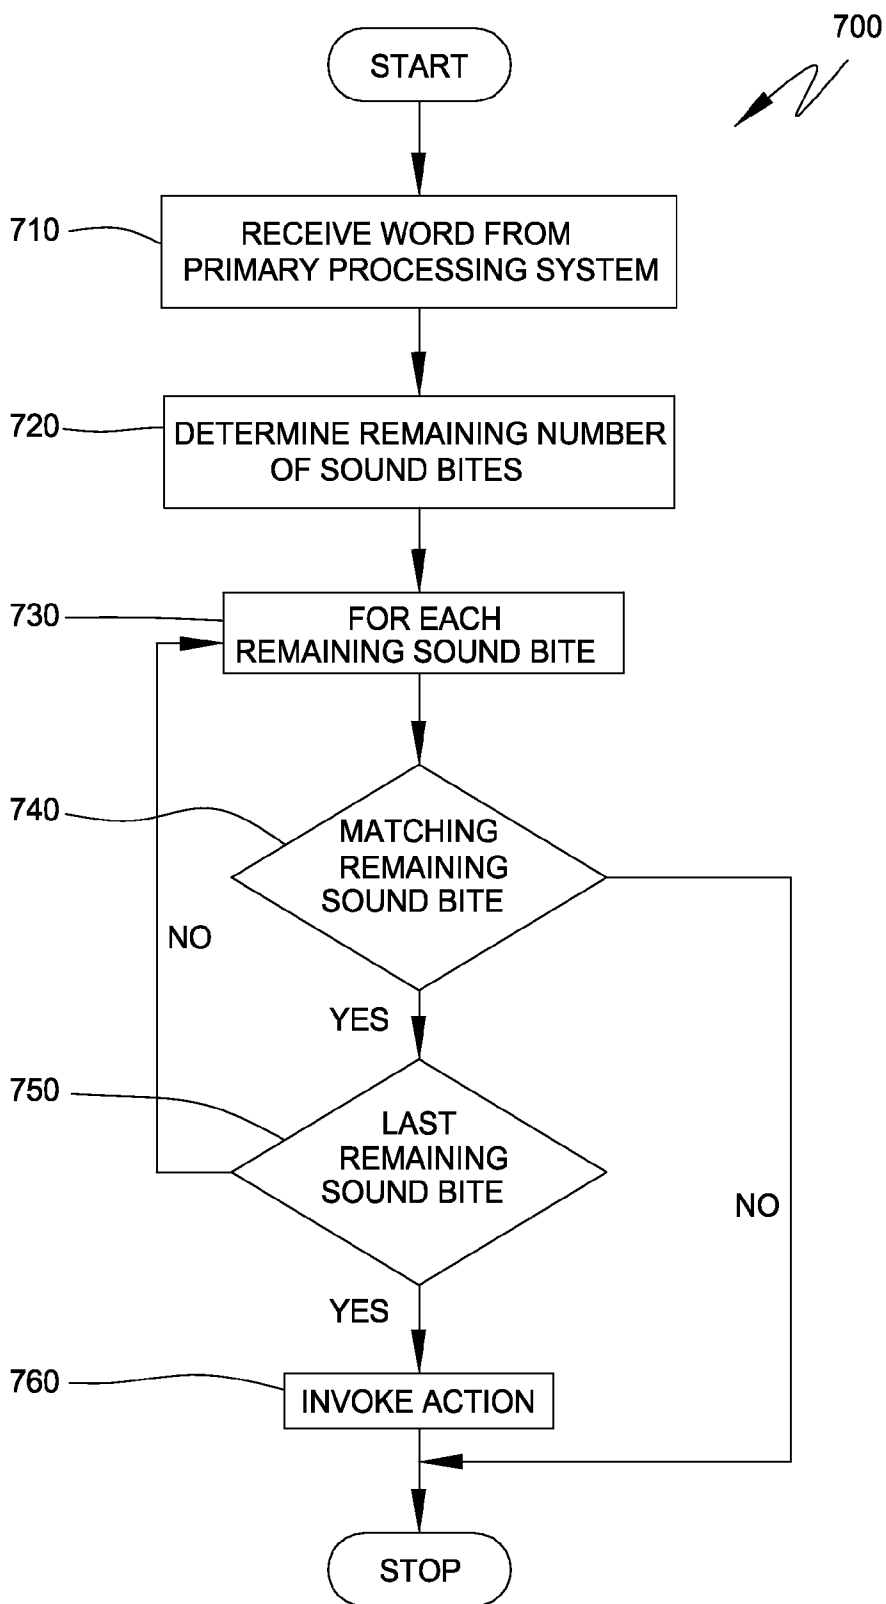 700
START
710
RECEIVE WORD FROM
PRIMARY PROCESSING SYSTEM
720
DETERMINE REMAINING NUMBER
OF SOUND BITES
730
FOR EACH
REMAINING SOUND BITE
740
MATCHING
REMAINING
SOUND BITE
NO
YES
750
LAST
REMAINING
SOUND BITE
NO
YES
760
INVOKE ACTION
STOP